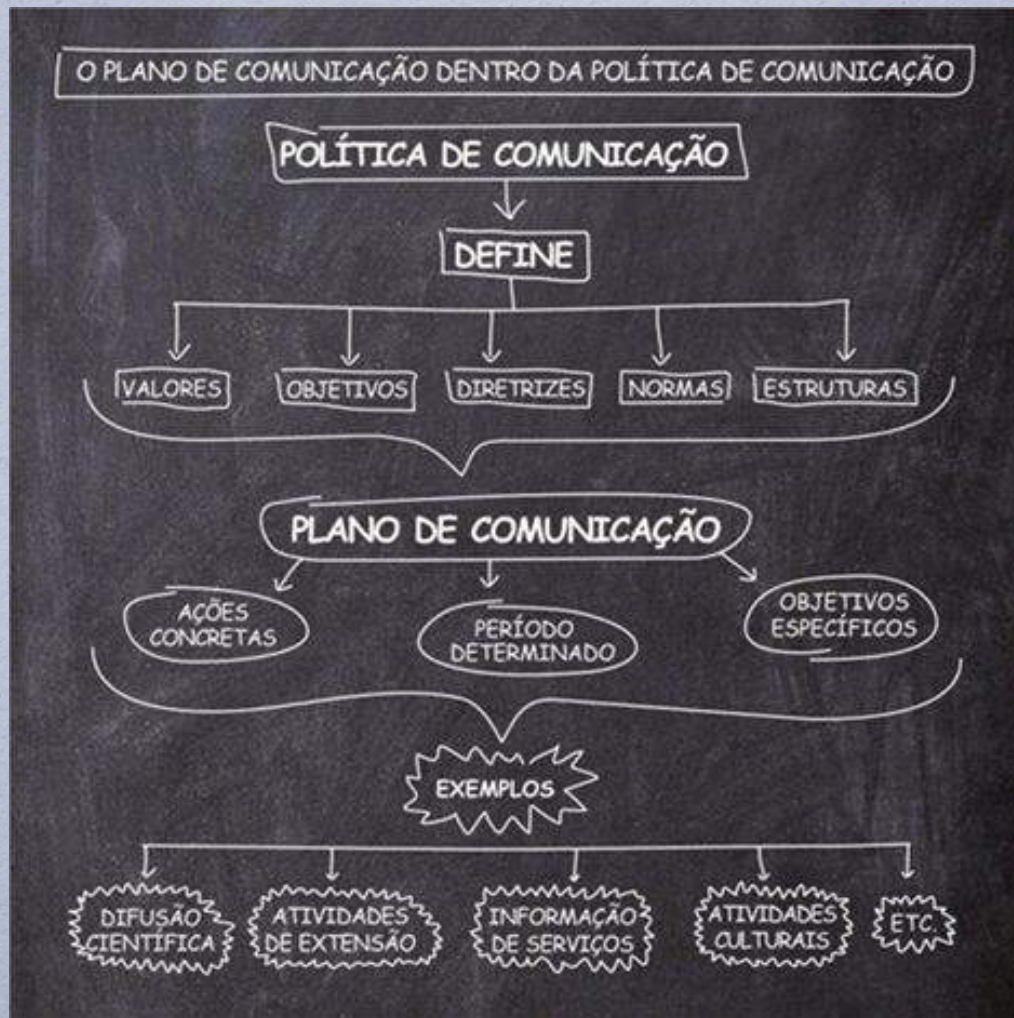 O PLANO DE COMUNICAÇÃO DENTRO DA POLÍTICA DE COMUNICAÇÃO
POLÍTICA DE COMUNICAÇÃO
DEFINE
VALORES
OBJETIVOS
DIRETRIZES
NORMAS
ESTRUTURAS
PLANO DE COMUNICAÇÃO
AÇÕES
CONCRETAS
PERÍODO
DETERMINADO
OBJETIVOS
ESPECÍFICOS
EXEMPLOS
DIFUSÃO
CIENTÍFICA
ATIVIDADES
DE EXTENSÃO
INFORMAÇÃO
DE SERVIÇOS
ATIVIDADES
CULTURAIS
ETC.